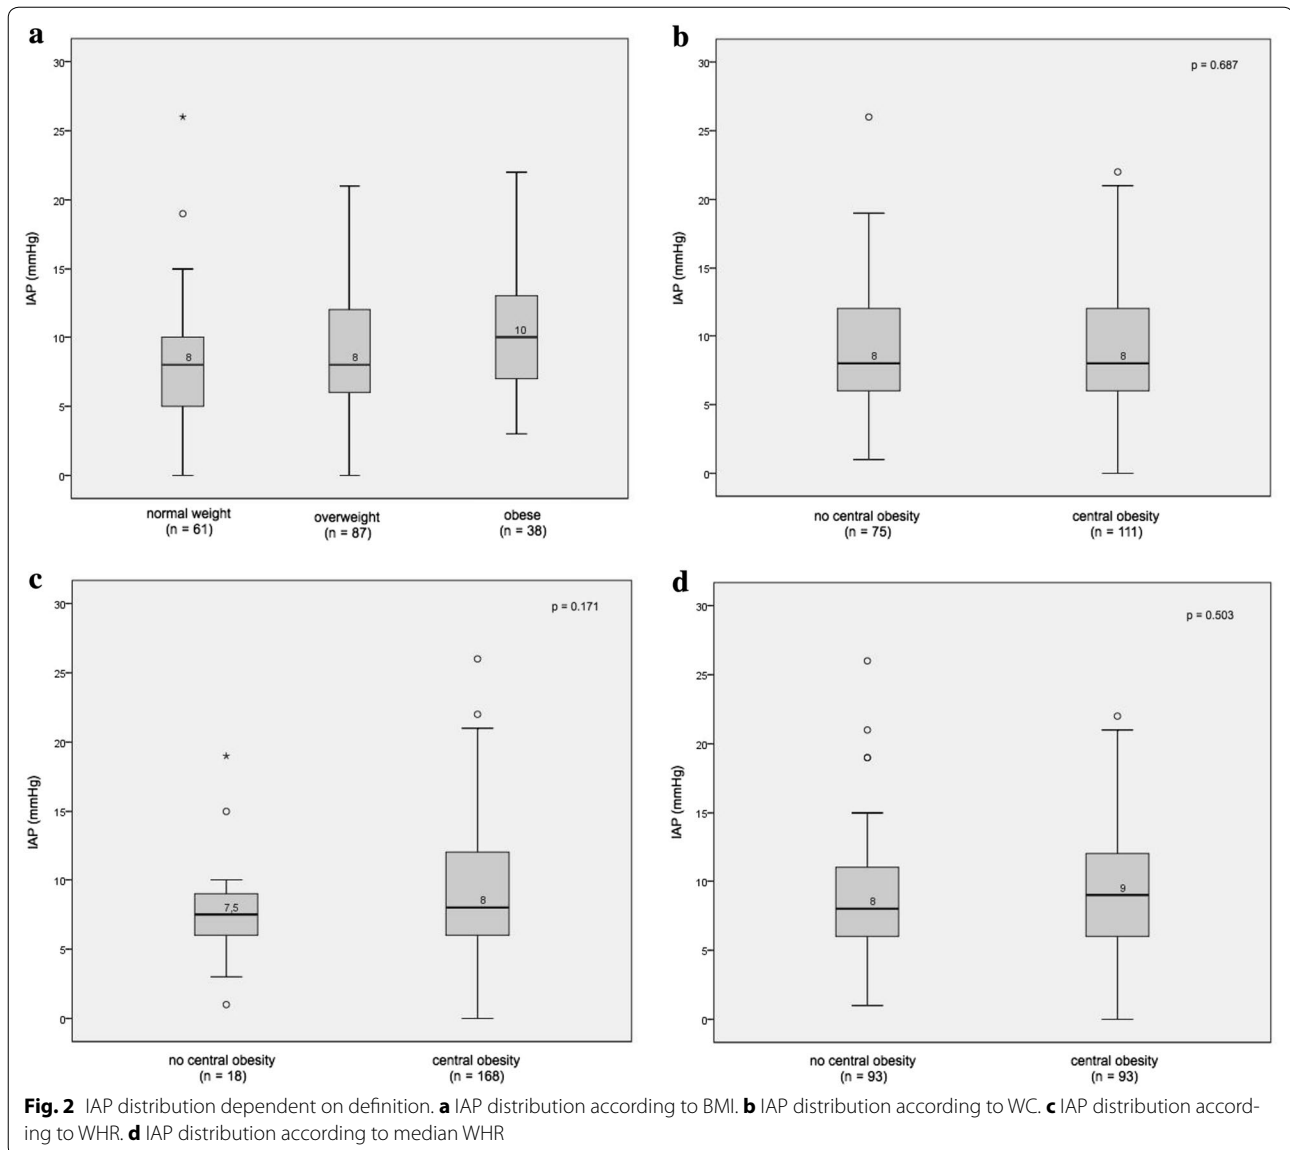 a
30
25
20
15
10
5
0
IAP (mmHg)
*
8
8
10
normal weight
(n = 61)
overweight
(n = 87)
obese
(n = 38)
b
p = 0.687
30
25
20
15
10
5
0
IAP (mmHg)
8
8
no central obesity
(n = 75)
central obesity
(n = 111)
c
p = 0.171
30
25
20
15
10
5
0
IAP (mmHg)
*
7,5
8
no central obesity
(n = 18)
central obesity
(n = 168)
d
p = 0.503
30
25
20
15
10
5
0
IAP (mmHg)
8
9
no central obesity
(n = 93)
central obesity
(n = 93)
Fig. 2 IAP distribution dependent on definition. a IAP distribution according to BMI. b IAP distribution according to WC. c IAP distribution accord-
ing to WHR. d IAP distribution according to median WHR